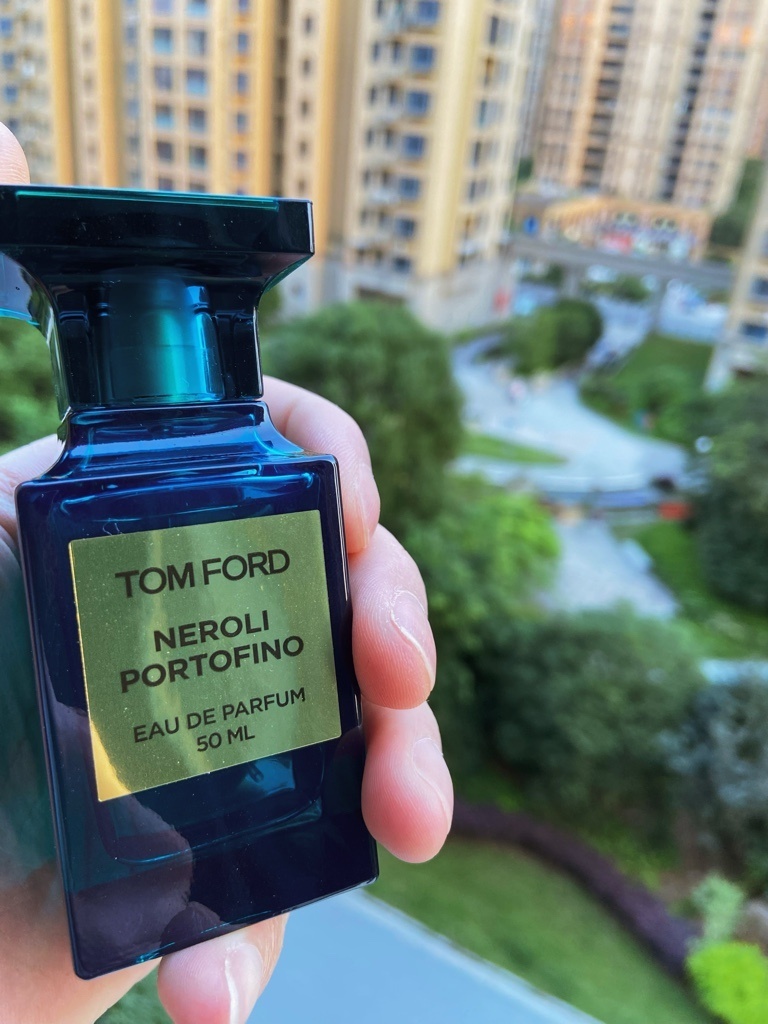 TOM FORD
NEROLI
PORTOFINO
EAU DE PARFUM
50 ML